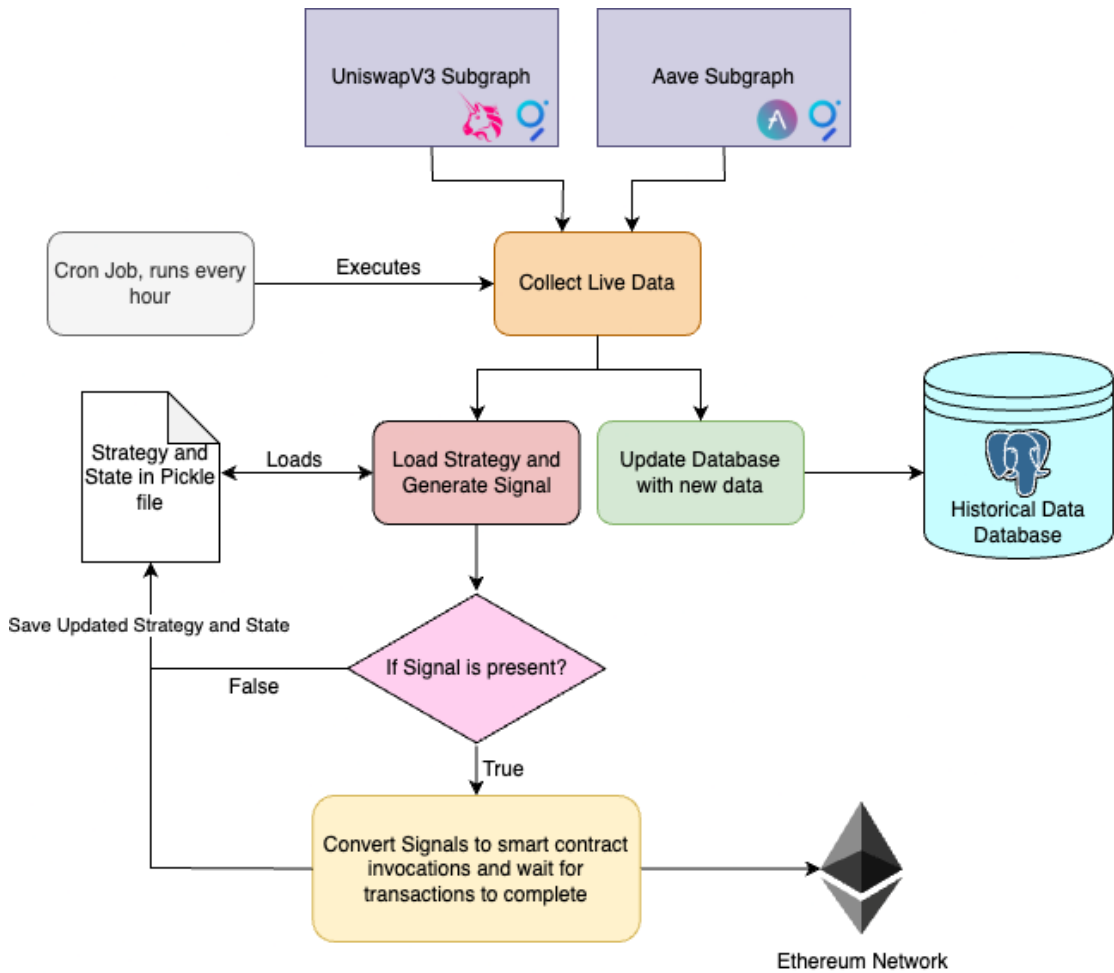 UniswapV3 Subgraph
Aave Subgraph
Cron Job, runs every
hour
Executes
Collect Live Data
Strategy and
State in Pickle
file
Loads
Load Strategy and
Generate Signal
Update Database
with new data
Historical Data
Database
Save Updated Strategy and State
If Signal is present?
False
True
Convert Signals to smart contract
invocations and wait for
transactions to complete
Ethereum Network